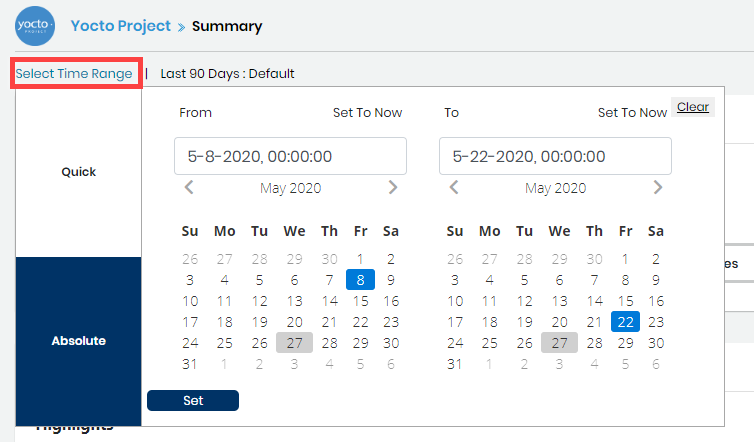 yocto
PROJECT
Yocto Project » Summary
Select Time Range | Last 90 Days : Default
Quick
Absolute
From Set To Now
5-8-2020, 00:00:00
May 2020
Su Mo Tu We Th Fr Sa
26 27 28 29 30 1 2
3 4 5 6 7 8 9
10 11 12 13 14 15 16
17 18 19 20 21 22 23
24 25 26 27 28 29 30
31 1 2 3 4 5 6
To Set To Now Clear
5-22-2020, 00:00:00
May 2020
Su Mo Tu We Th Fr Sa
26 27 28 29 30 1 2
3 4 5 6 7 8 9
10 11 12 13 14 15 16
17 18 19 20 21 22 23
24 25 26 27 28 29 30
31 1 2 3 4 5 6
Set
es
Highlights